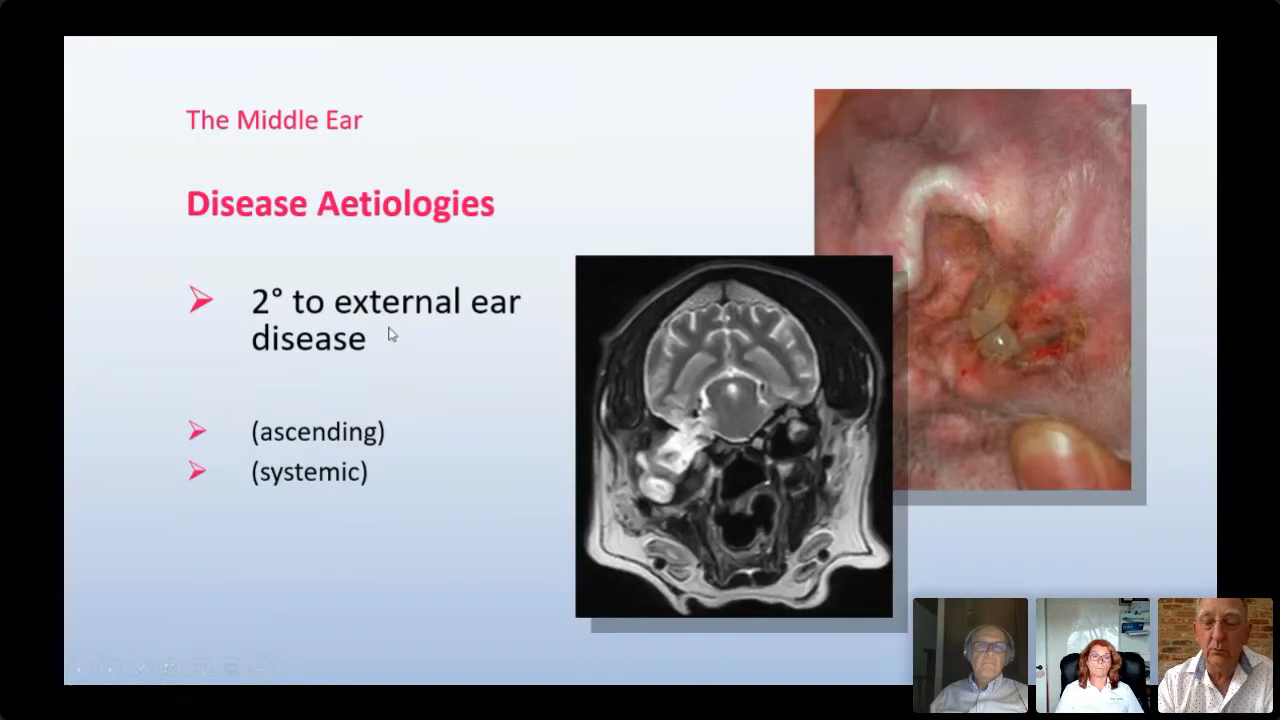 The Middle Ear
Disease Aetiologies
2° to external ear
disease
(ascending)
(systemic)